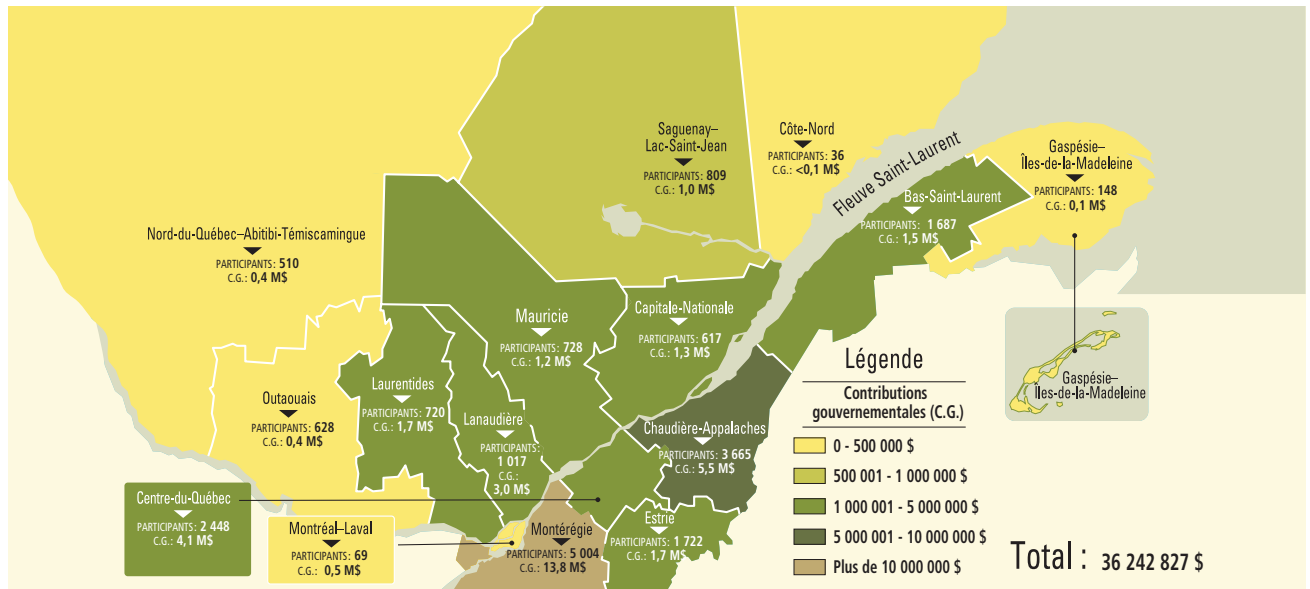 Saguenay–
Lac-Saint-Jean
PARTICIPANTS: 809
C.G.: 1,0 M$
Côte-Nord
PARTICIPANTS: 36
C.G.: <0,1 M$
Fleuve Saint-Laurent
Gaspésie–
Îles-de-la-Madeleine
PARTICIPANTS: 148
C.G.: 0,1 M$
Bas-Saint-Laurent
PARTICIPANTS: 1 687
C.G.: 1,5 M$
Nord-du-Québec–Abitibi-Témiscamingue
PARTICIPANTS: 510
C.G.: 0,4 M$
Mauricie
PARTICIPANTS: 728
C.G.: 1,2 M$
Capitale-Nationale
PARTICIPANTS: 617
C.G.: 1,3 M$
Outaouais
PARTICIPANTS: 628
C.G.: 0,4 M$
Laurentides
PARTICIPANTS: 720
C.G.: 1,7 M$
Lanaudière
PARTICIPANTS:
1 017
C.G.:
3,0 M$
Chaudière-Appalaches
PARTICIPANTS: 3 665
C.G.: 5,5 M$
Centre-du-Québec
PARTICIPANTS: 2 448
C.G.: 4,1 M$
Montréal–Laval
PARTICIPANTS: 69
C.G.: 0,5 M$
Montérégie
PARTICIPANTS: 5 004
C.G.: 13,8 M$
Estrie
PARTICIPANTS: 1 722
C.G.: 1,7 M$
Gaspésie–
Îles-de-la-Madeleine
Légende
Contributions
gouvernementales (C.G.)
0 - 500 000 $
500 001 - 1 000 000 $
1 000 001 - 5 000 000 $
5 000 001 - 10 000 000 $
Plus de 10 000 000 $
Total : 36 242 827 $